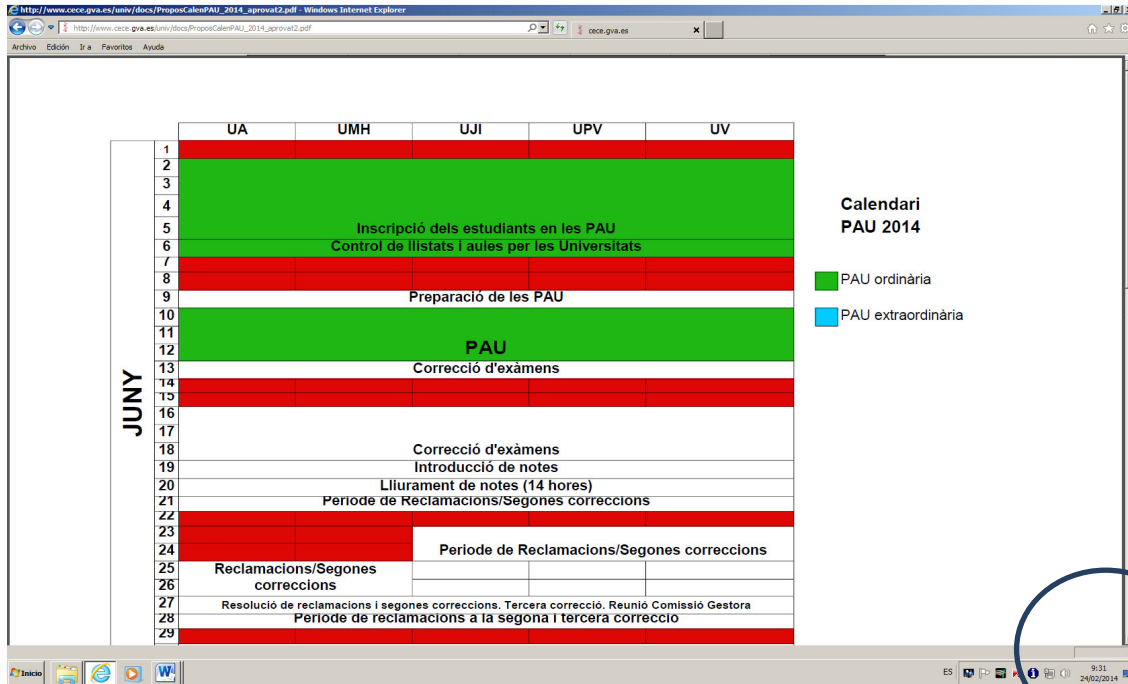 http://www.cece.gva.es/univ/docs/ProposCalenPAU_2014_aprovat2.pdf - Windows Internet Explorer
http://www.cece.gva.es/univ/docs/ProposCalenPAU_2014_aprovat2.pdf
cece.gva.es
Archivo Edición Ir a Favoritos Ayuda
UA UMH UJI UPV UV
JUNY
1
2
3
4
5 Inscripció dels estudiants en les PAU
6 Control de llistats i aules per les Universitats
7
8
9 Preparació de les PAU
10
11
12 PAU
13 Correcció d'exàmens
14
15
16
17
18 Correcció d'exàmens
19 Introducció de notes
20 Lliurament de notes (14 hores)
21 Periode de Reclamacions/Segones correccions
22
23
24 Periode de Reclamacions/Segones correccions
25 Reclamacions/Segones
26 correccions
27 Resolució de reclamacions i segones correccions. Tercera correcció. Reunió Comissió Gestora
28 Periode de reclamacions a la segona i tercera correcció
29
Calendari
PAU 2014
PAU ordinària
PAU extraordinària
Inicio
ES
9:31
24/02/2014